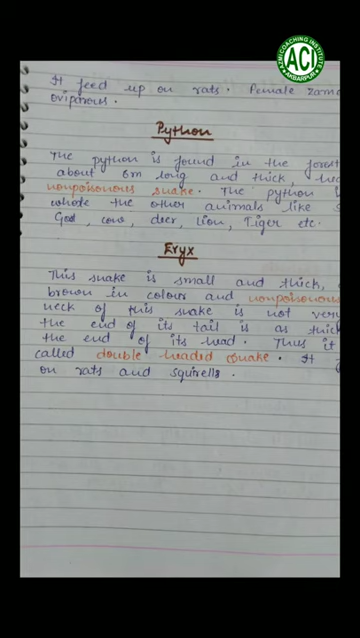 ACI COACHING INSTITUTE
ACI
AKBARPUR
It feed up on rats. Female
oviparous.
Python
The python is found in the
about 6m long and thick,
nonpoisonous snake. The python
whole the other animals like
Goat, cow, deer, Lion, Tiger etc.
Eryx
This snake is small and thick,
brown in colour and nonpoisonous
neck of this snake is not very
the end of its tail is as thick
the end of its head. Thus it
called double headed snake. It
on rats and squirells.